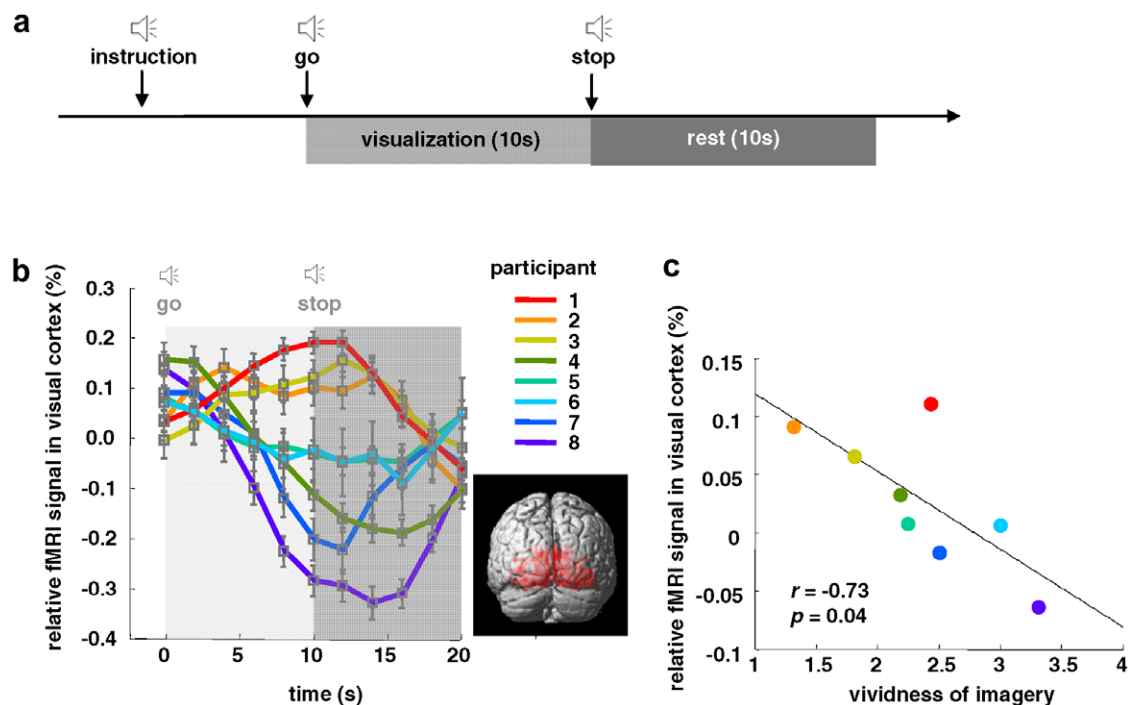 a
instruction
go
stop
visualization (10s)
rest (10s)
b
relative fMRI signal in visual cortex (%)
0.3
0.2
0.1
0.0
-0.1
-0.2
-0.3
-0.4
go
stop
0
5
10
15
20
time (s)
participant
1
2
3
4
5
6
7
8
c
relative fMRI signal in visual cortex (%)
0.15
0.1
0.05
0
-0.05
-0.1
r = -0.73
p = 0.04
1
1.5
2
2.5
3
3.5
4
vividness of imagery